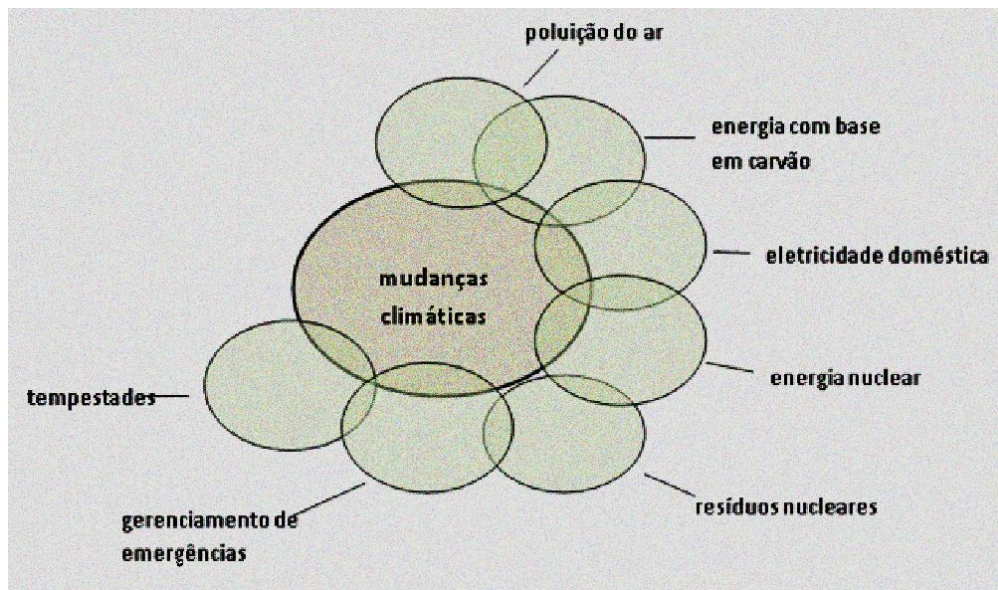 poluição do ar
energia com base
em carvão
eletricidade doméstica
mudanças
climáticas
energia nuclear
tempestades
resíduos nucleares
gerenciamento de
emergências